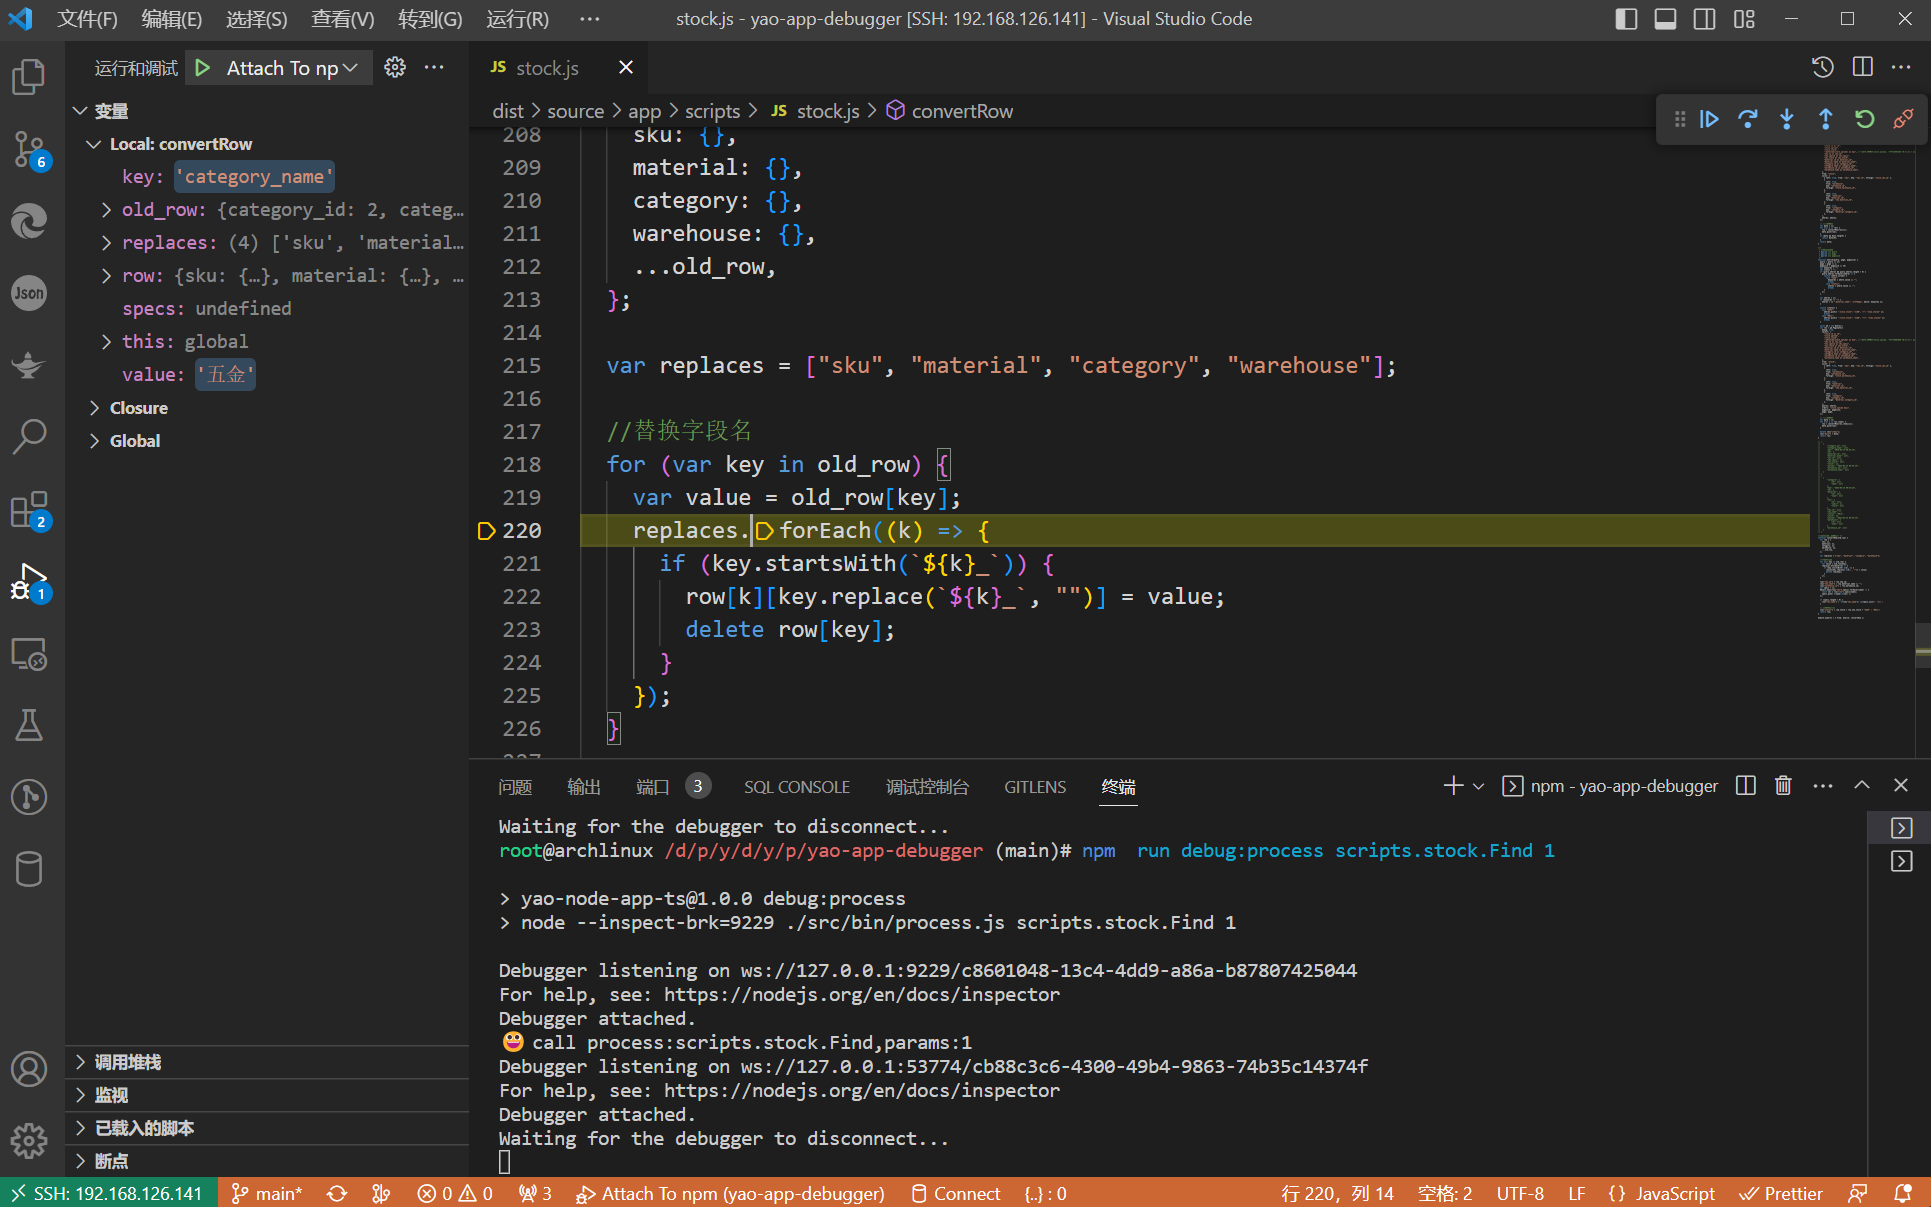 文件(F) 编辑(E) 选择(S) 查看(V) 转到(G) 运行(R) ··· stock.js - yao-app-debugger [SSH: 192.168.126.141] - Visual Studio Code
运行和调试 Attach To np ···
JS stock.js
dist > source > app > scripts > JS stock.js > convertRow
变量
Local: convertRow
key: 'category_name'
old_row: {category_id: 2, categ…
replaces: (4) ['sku', 'material…
row: {sku: {…}, material: {…}, …
specs: undefined
this: global
value: '五金'
Closure
Global
调用堆栈
监视
已载入的脚本
断点
6
Json
2
1
208 sku: {},
209 material: {},
210 category: {},
211 warehouse: {},
212 ...old_row,
213 };
214
215 var replaces = ["sku", "material", "category", "warehouse"];
216
217 //替换字段名
218 for (var key in old_row) {
219 var value = old_row[key];
220 replaces.forEach((k) => {
221 if (key.startsWith(`${k}_`)) {
222 row[k][key.replace(`${k}_`, "")] = value;
223 delete row[key];
224 }
225 });
226 }
227
问题 输出 端口 3 SQL CONSOLE 调试控制台 GITLENS 终端 npm - yao-app-debugger ···
Waiting for the debugger to disconnect...
root@archlinux /d/p/y/d/y/p/yao-app-debugger (main)# npm  run debug:process scripts.stock.Find 1
> yao-node-app-ts@1.0.0 debug:process
> node --inspect-brk=9229 ./src/bin/process.js scripts.stock.Find 1
Debugger listening on ws://127.0.0.1:9229/c8601048-13c4-4dd9-a86a-b87807425044
For help, see: https://nodejs.org/en/docs/inspector
Debugger attached.
😀 call process:scripts.stock.Find,params:1
Debugger listening on ws://127.0.0.1:53774/cb88c3c6-4300-49b4-9863-74b35c14374f
For help, see: https://nodejs.org/en/docs/inspector
Debugger attached.
Waiting for the debugger to disconnect...
SSH: 192.168.126.141 main* 0 0 3 Attach To npm (yao-app-debugger) Connect {..} : 0 行 220，列 14 空格: 2 UTF-8 LF {} JavaScript Prettier